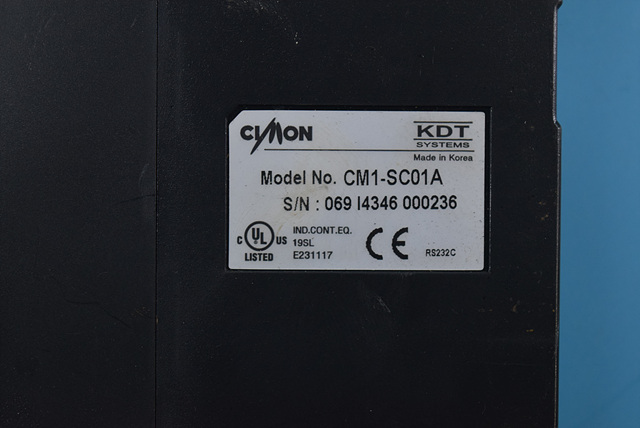 CIMON
KDT
SYSTEMS
Made in Korea
Model No. CM1-SC01A
S/N : 069 I4346 000236
C UL US
LISTED
IND.CONT.EQ.
19SL
E231117
CE
RS232C